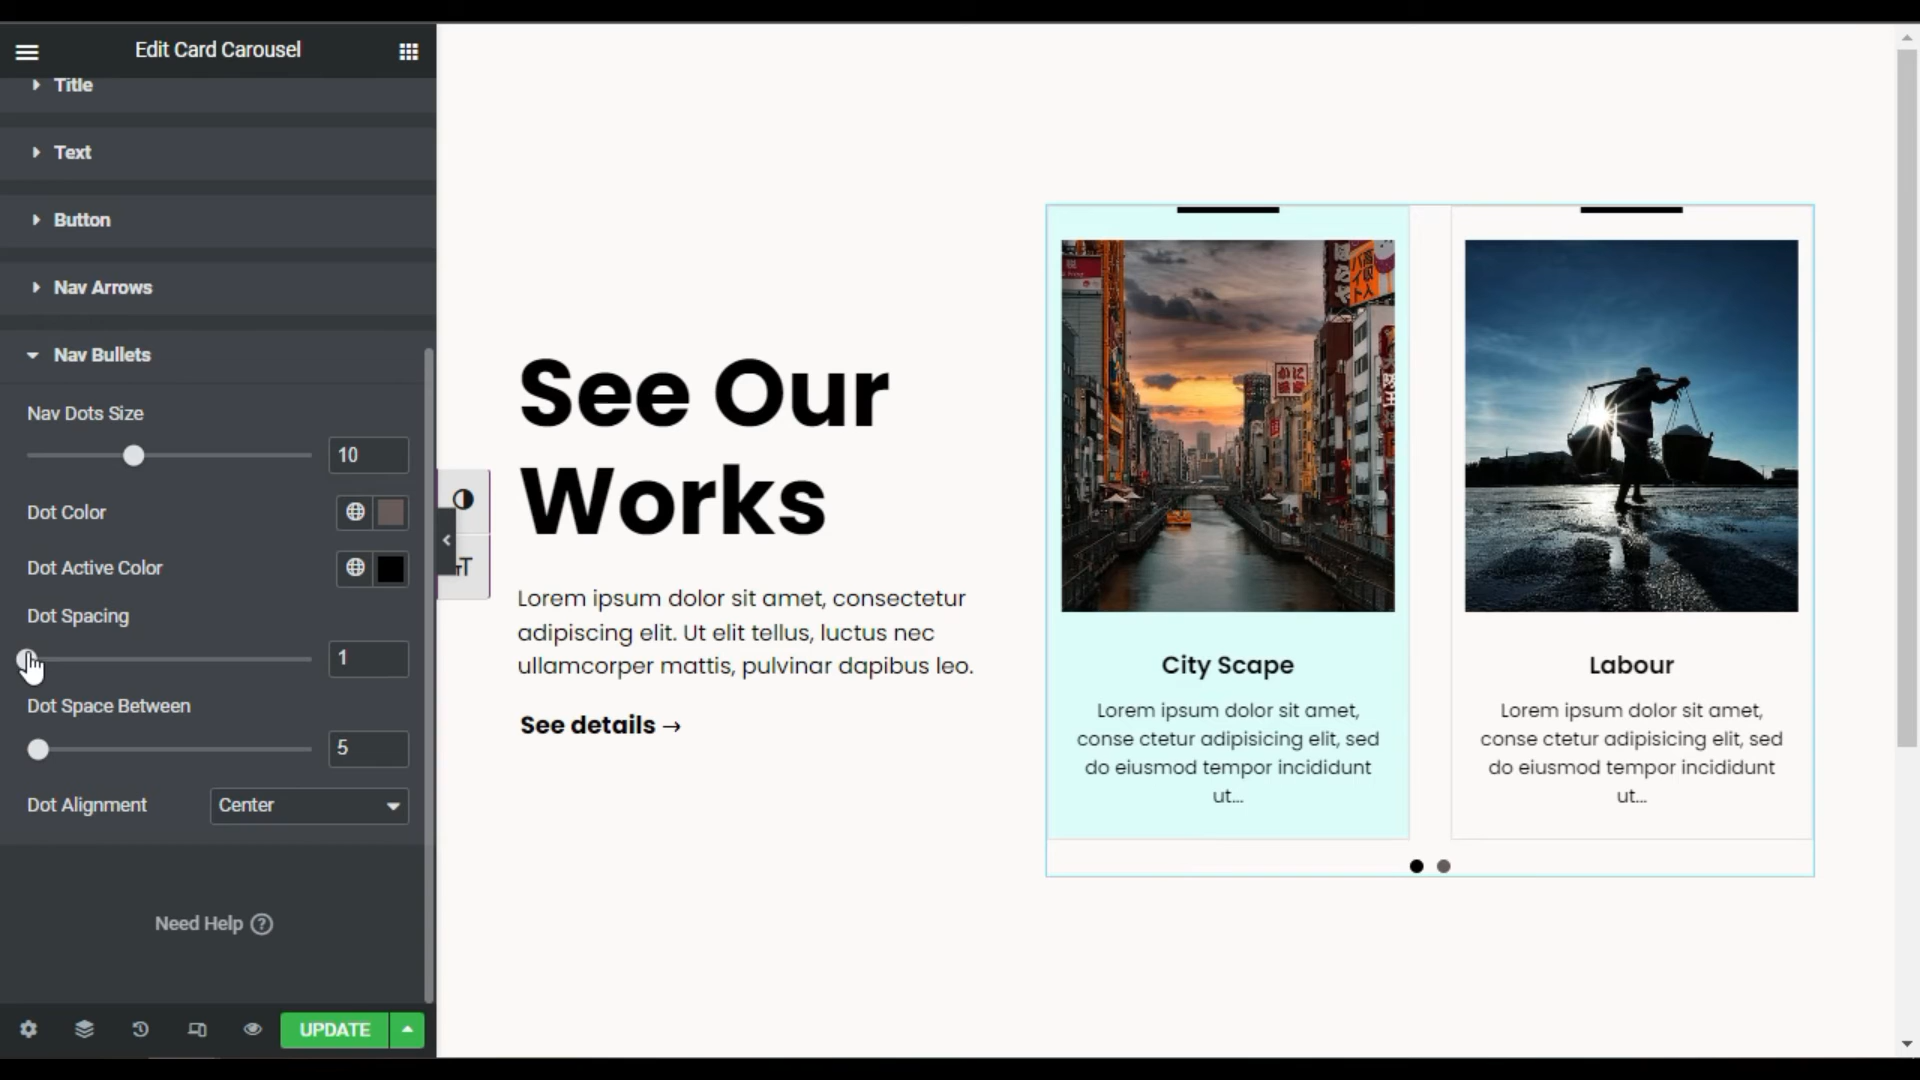 Edit Card Carousel
Title
Text
Button
Nav Arrows
Nav Bullets
Nav Dots Size
10
Dot Color
Dot Active Color
Dot Spacing
1
Dot Space Between
5
Dot Alignment
Center
Need Help
UPDATE
See Our
Works
Lorem ipsum dolor sit amet, consectetur
adipiscing elit. Ut elit tellus, luctus nec
ullamcorper mattis, pulvinar dapibus leo.
See details →
City Scape
Lorem ipsum dolor sit amet,
conse ctetur adipisicing elit, sed
do eiusmod tempor incididunt
ut...
Labour
Lorem ipsum dolor sit amet,
conse ctetur adipisicing elit, sed
do eiusmod tempor incididunt
ut...